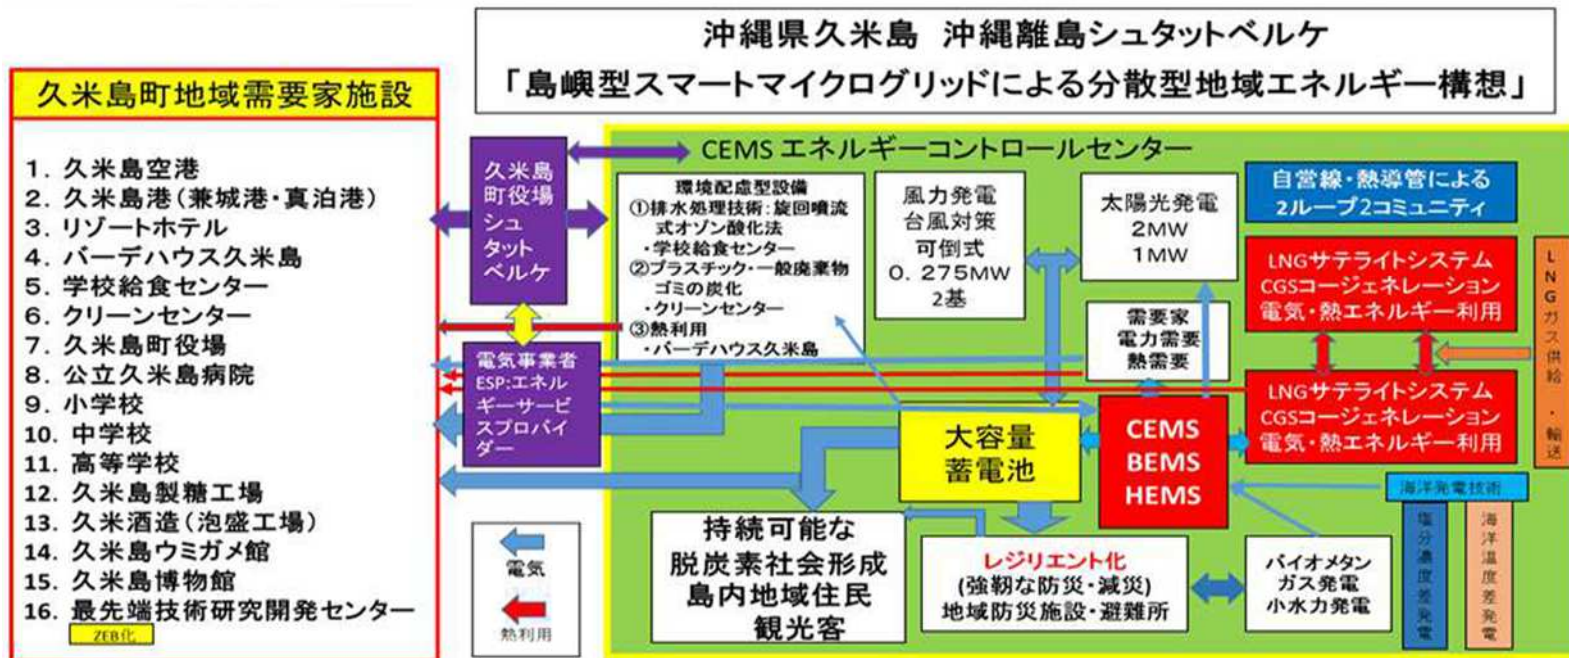 沖縄県久米島 沖縄離島シュタットベルケ
「島嶼型スマートマイクログリッドによる分散型地域エネルギー構想」
久米島町地域需要家施設
1. 久米島空港
2. 久米島港(兼城港・真泊港)
3. リゾートホテル
4. バーデハウス久米島
5. 学校給食センター
6. クリーンセンター
7. 久米島町役場
8. 公立久米島病院
9. 小学校
10. 中学校
11. 高等学校
12. 久米島製糖工場
13. 久米酒造(泡盛工場)
14. 久米島ウミガメ館
15. 久米島博物館
16. 最先端技術研究開発センター
ZEB化
久米島
町役場
シュ
タット
ベルケ
電気事業者
ESP:エネル
ギーサービ
スプロバイ
ダー
電気
熱利用
CEMS エネルギーコントロールセンター
環境配慮型設備
①排水処理技術:旋回噴流
式オゾン酸化法
・学校給食センター
②プラスチック・一般廃棄物
ゴミの炭化
・クリーンセンター
③熱利用
・バーデハウス久米島
風力発電
台風対策
可倒式
0.275MW
2基
太陽光発電
2MW
1MW
自営線・熱導管による
2ループ2コミュニティ
LNGサテライトシステム
CGSコージェネレーション
電気・熱エネルギー利用
LNGガス供給・輸送
需要家
電力需要
熱需要
LNGサテライトシステム
CGSコージェネレーション
電気・熱エネルギー利用
大容量
蓄電池
CEMS
BEMS
HEMS
海洋発電技術
塩分濃度差発電
海洋温度差発電
持続可能な
脱炭素社会形成
島内地域住民
観光客
レジリエント化
(強靭な防災・減災)
地域防災施設・避難所
バイオメタン
ガス発電
小水力発電